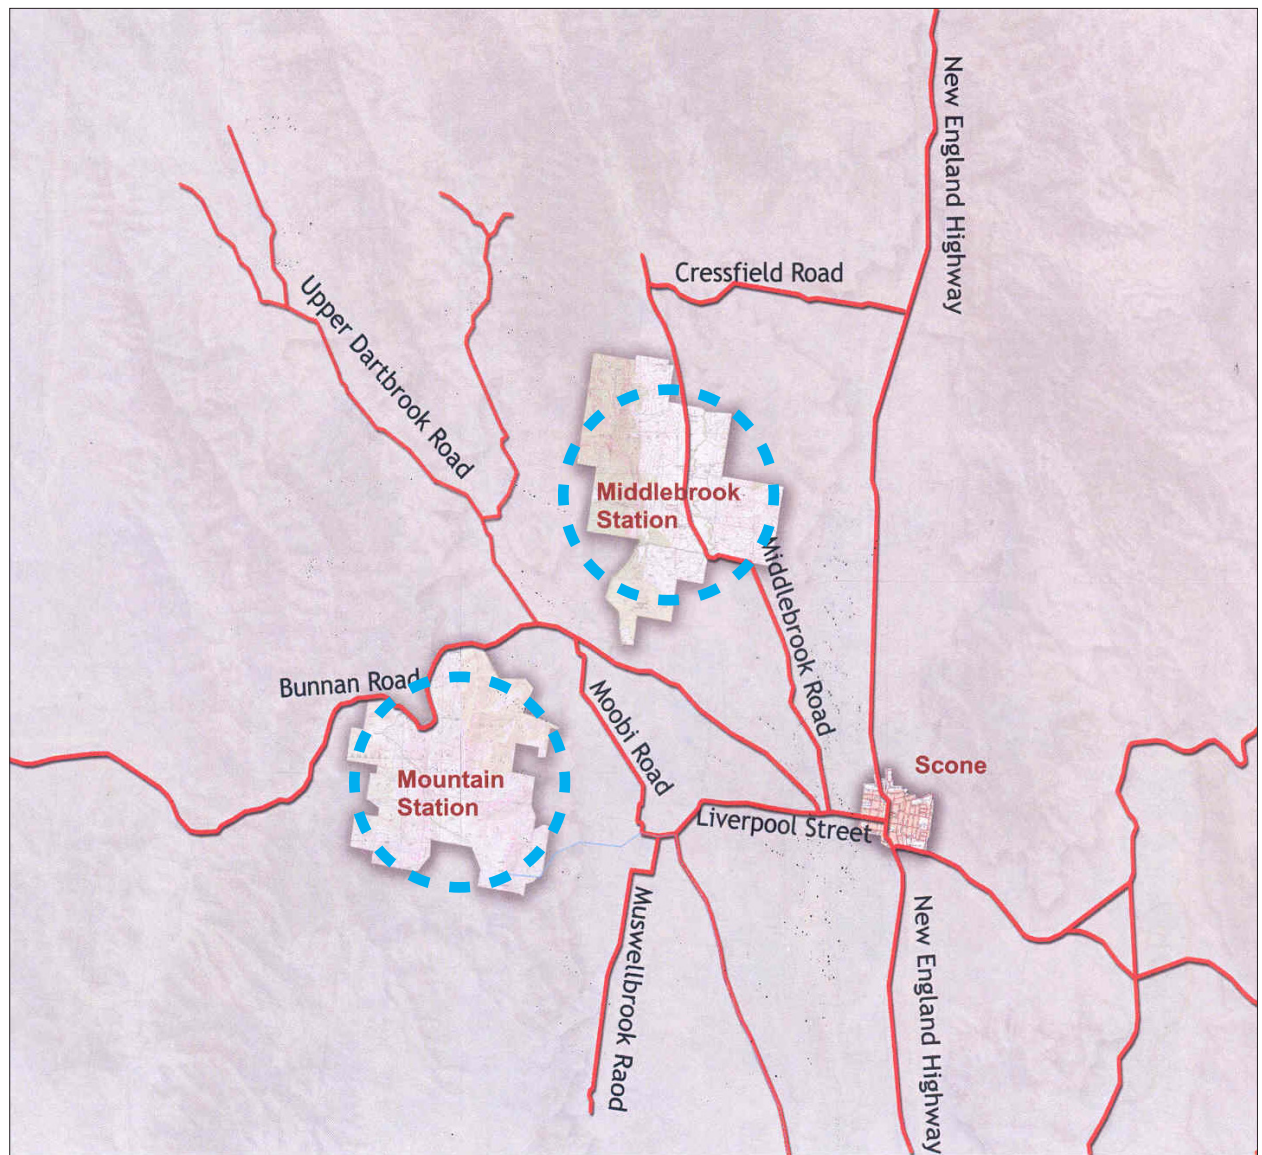 New England Highway
Cressfield Road
Upper Dartbrook Road
Middlebrook
Station
Middlebrook Road
Bunnan Road
Moobi Road
Mountain
Station
Scone
Liverpool Street
Muswellbrook Raod
New England Highway